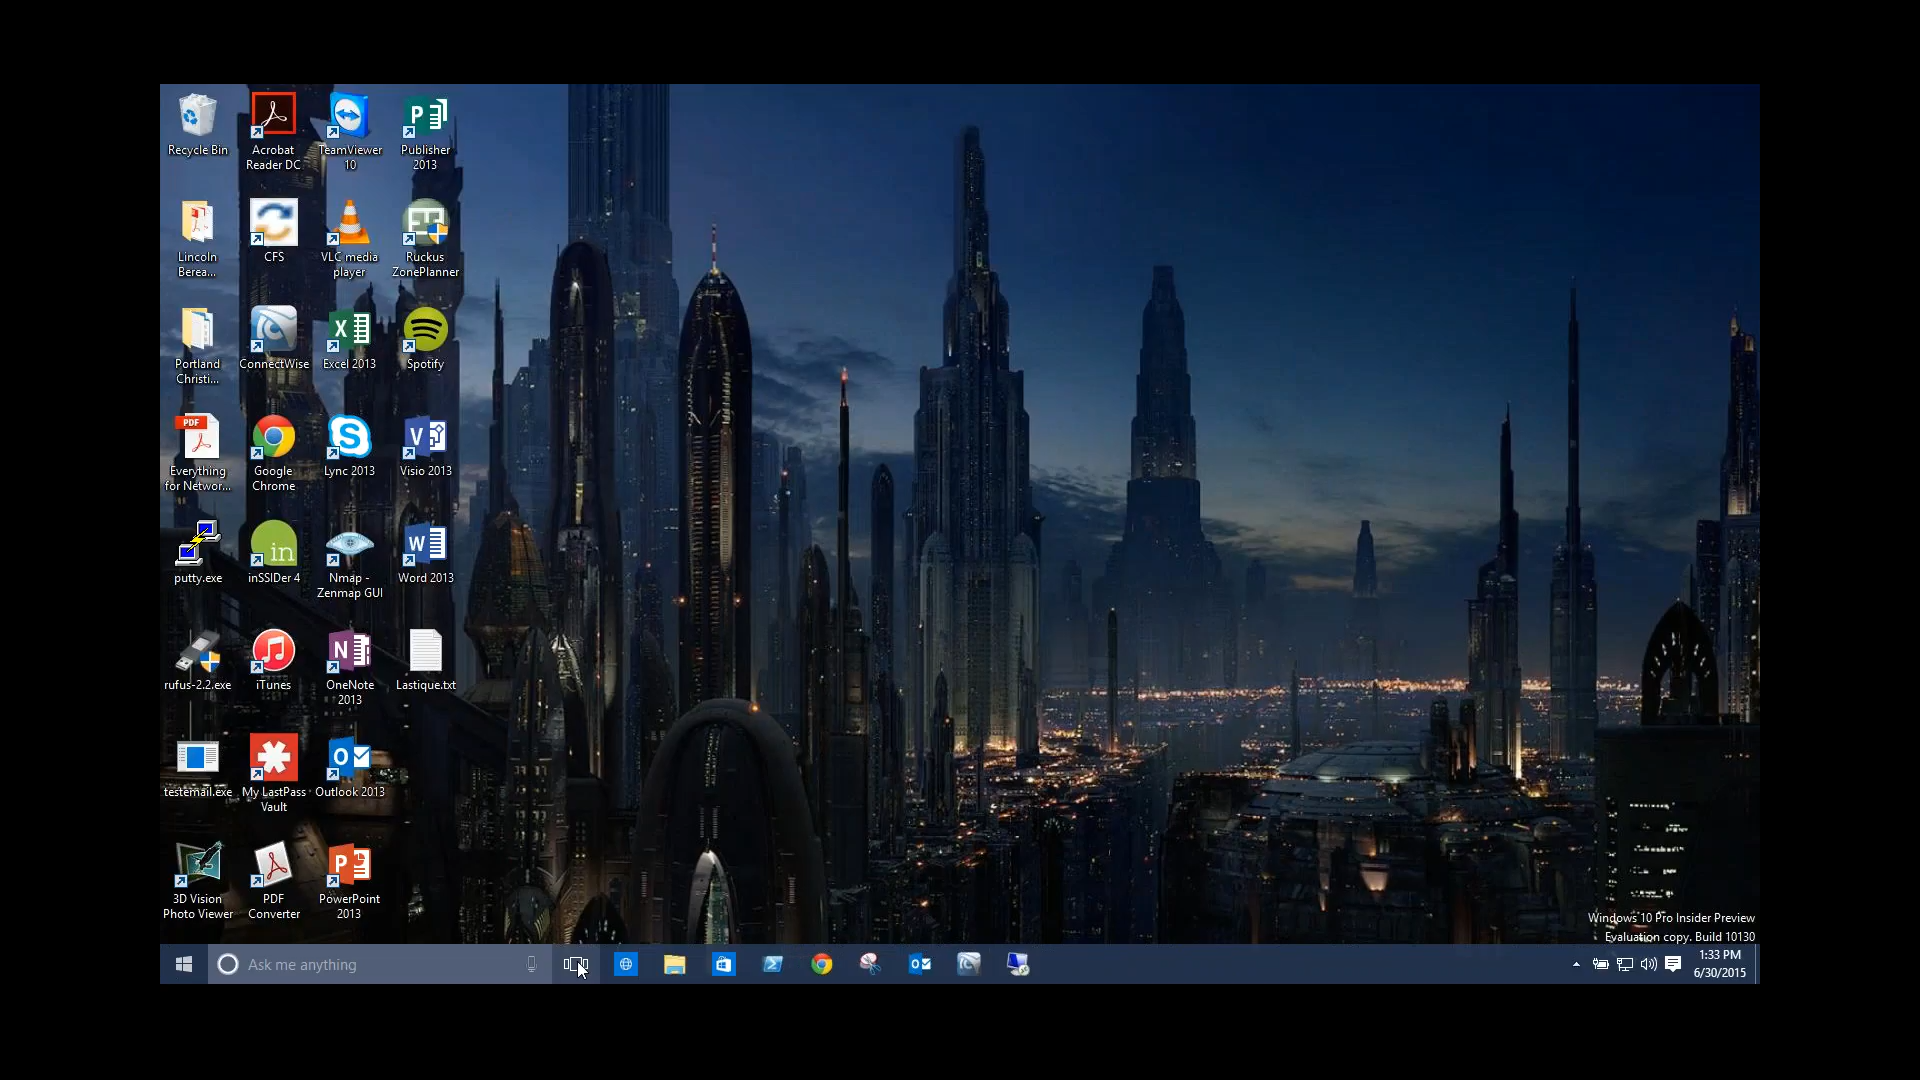 Recycle Bin
Acrobat
Reader DC
TeamViewer
10
Publisher
2013
Lincoln
Berea...
CFS
VLC media
player
Ruckus
ZonePlanner
Portland
Christi...
ConnectWise
Excel 2013
Spotify
Everything
for Networ...
Google
Chrome
Lync 2013
Visio 2013
putty.exe
inSSIDer 4
Nmap -
Zenmap GUI
Word 2013
rufus-2.2.exe
iTunes
OneNote
2013
Lastique.txt
testemail.exe
My LastPass
Vault
Outlook 2013
3D Vision
Photo Viewer
PDF
Converter
PowerPoint
2013
Windows 10 Pro Insider Preview
Evaluation copy. Build 10130
Ask me anything
1:33 PM
6/30/2015